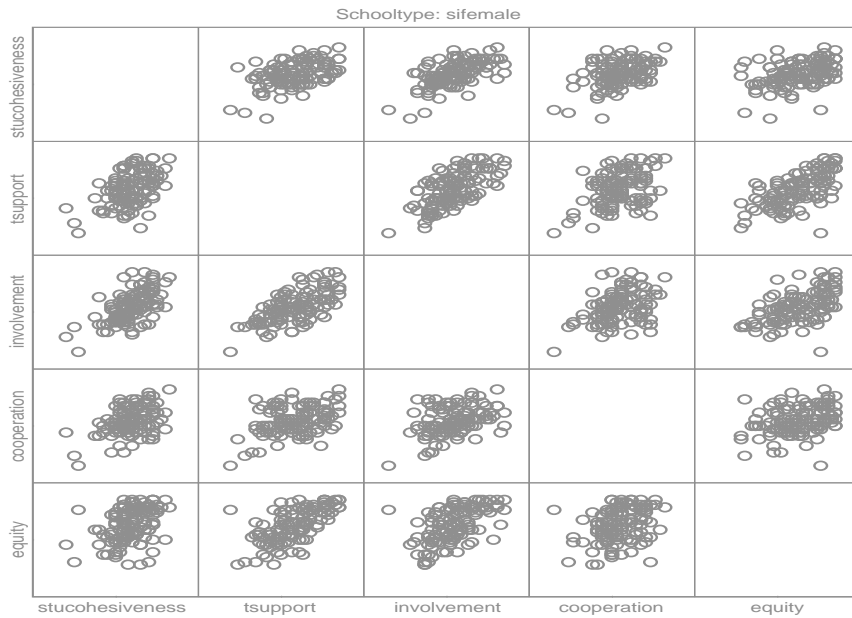 Schooltype: sifemale
stucohesiveness
tsupport
involvement
cooperation
equity
stucohesiveness tsupport involvement cooperation equity